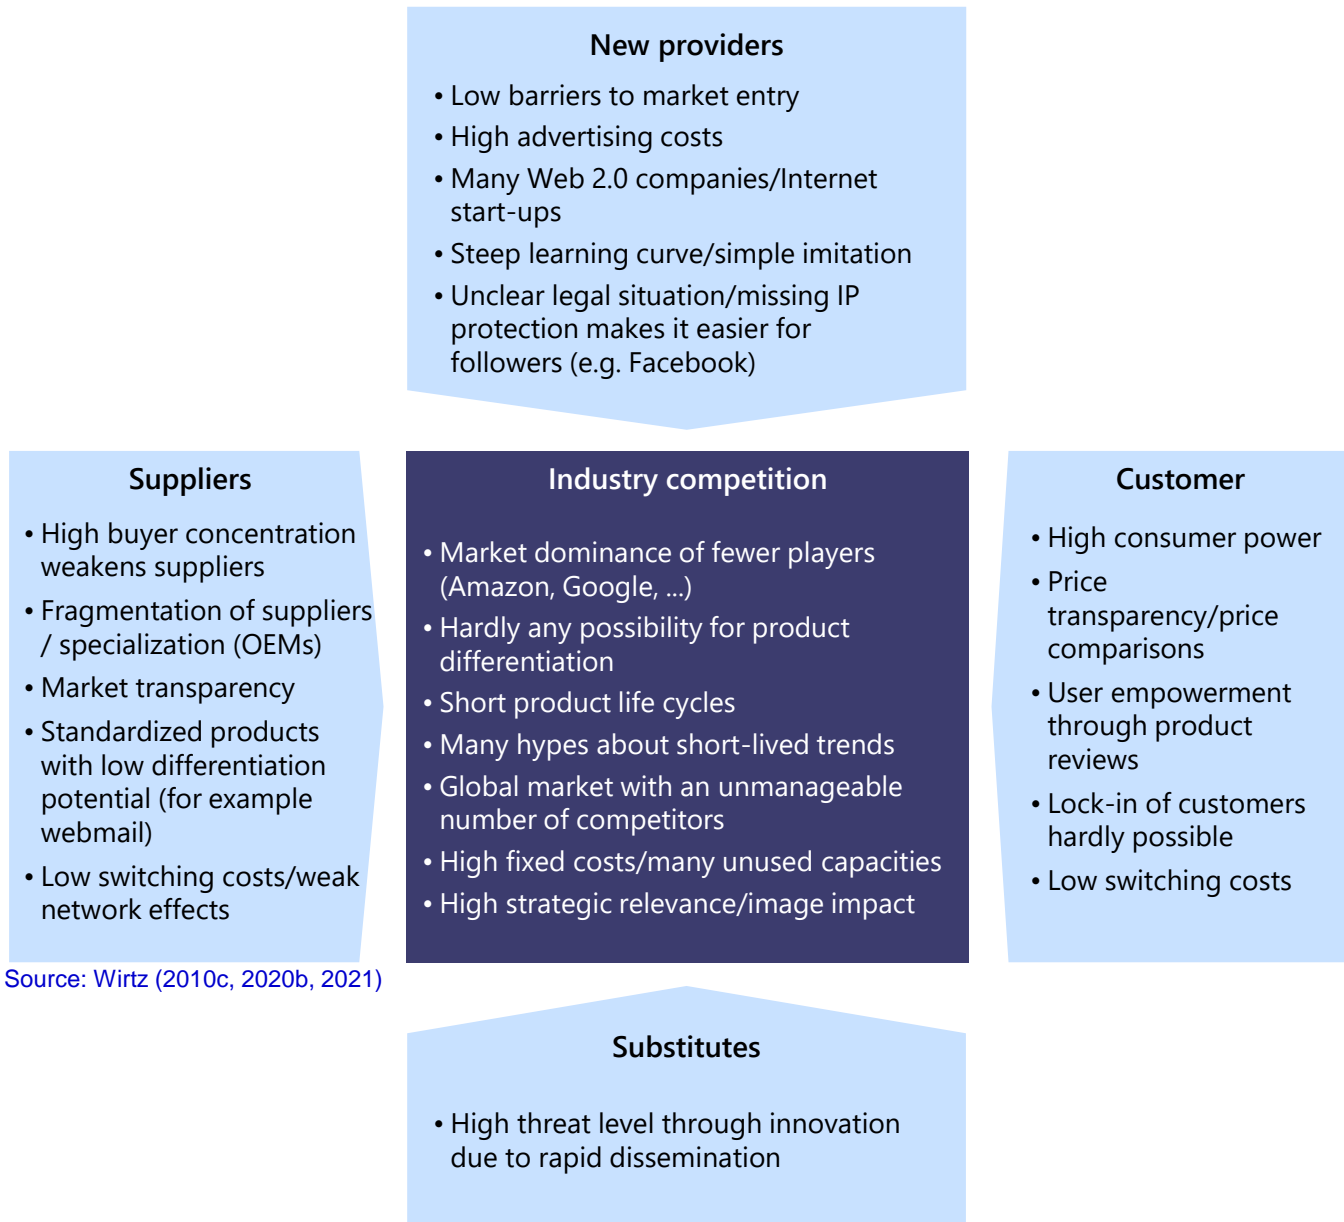 New providers
• Low barriers to market entry
• High advertising costs
• Many Web 2.0 companies/Internet
start-ups
• Steep learning curve/simple imitation
• Unclear legal situation/missing IP
protection makes it easier for
followers (e.g. Facebook)
Suppliers
• High buyer concentration
weakens suppliers
• Fragmentation of suppliers
/ specialization (OEMs)
• Market transparency
• Standardized products
with low differentiation
potential (for example
webmail)
• Low switching costs/weak
network effects
Industry competition
• Market dominance of fewer players
(Amazon, Google, ...)
• Hardly any possibility for product
differentiation
• Short product life cycles
• Many hypes about short-lived trends
• Global market with an unmanageable
number of competitors
• High fixed costs/many unused capacities
• High strategic relevance/image impact
Customer
• High consumer power
• Price
transparency/price
comparisons
• User empowerment
through product
reviews
• Lock-in of customers
hardly possible
• Low switching costs
Source: Wirtz (2010c, 2020b, 2021)
Substitutes
• High threat level through innovation
due to rapid dissemination